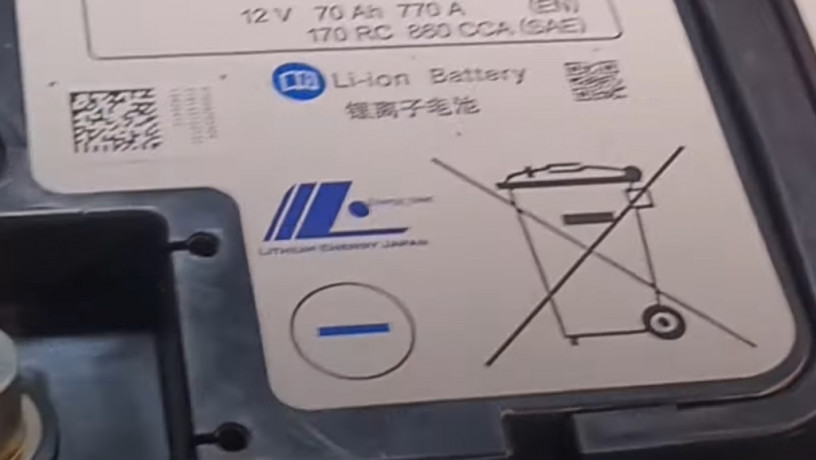 12 V 70 Ah 770 A (EN)
170 RC 860 CCA (SAE)
Li-ion Battery
锂离子电池
LITHIUM ENERGY JAPAN